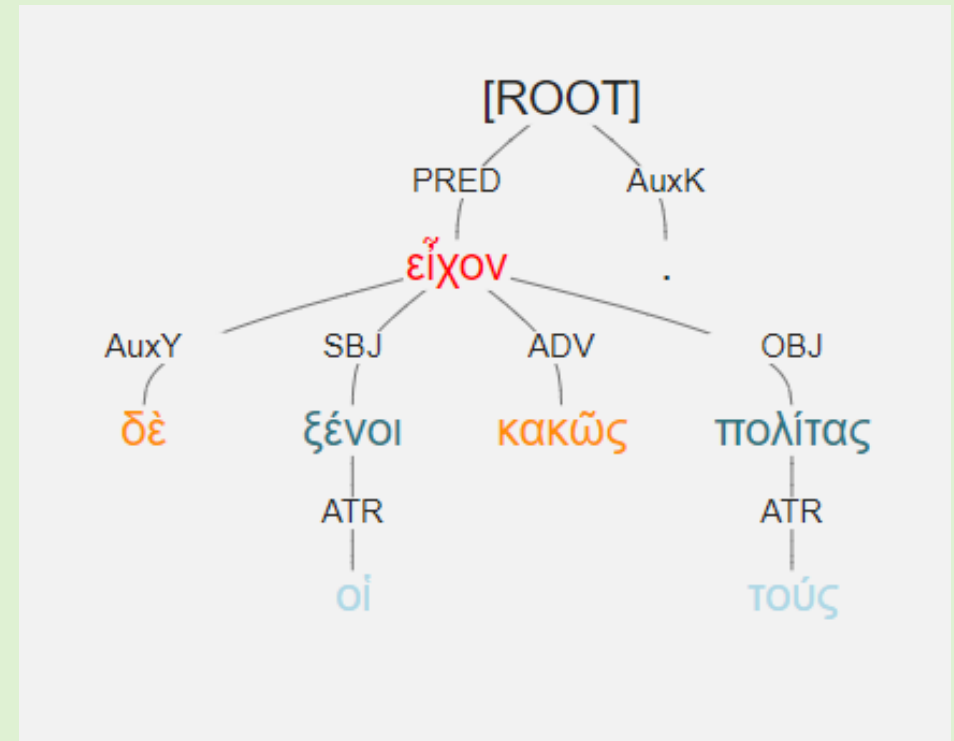 [ROOT]
PRED AuxK
εἶχον .
AuxY SBJ ADV OBJ
δὲ ξένοι κακῶς πολίτας
ATR ATR
οἱ τούς